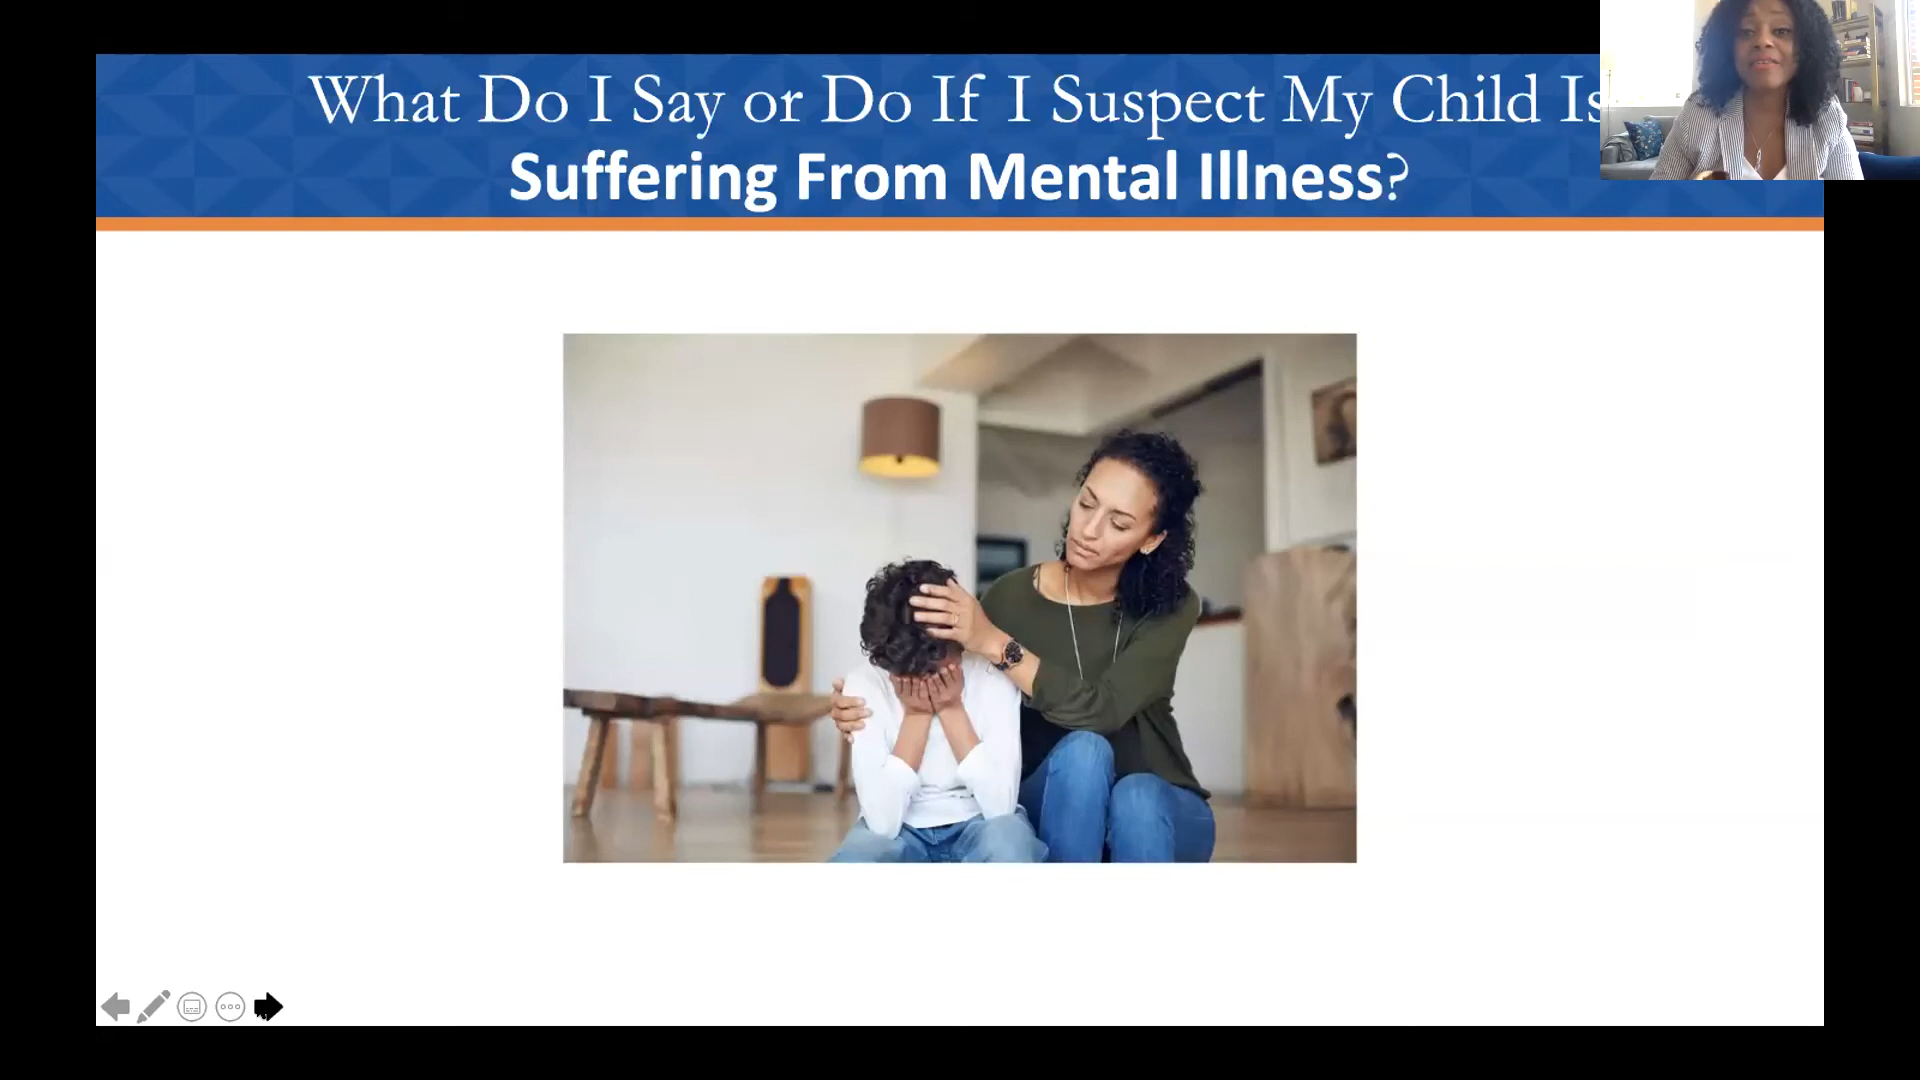 What Do I Say or Do If I Suspect My Child Is
Suffering From Mental Illness?